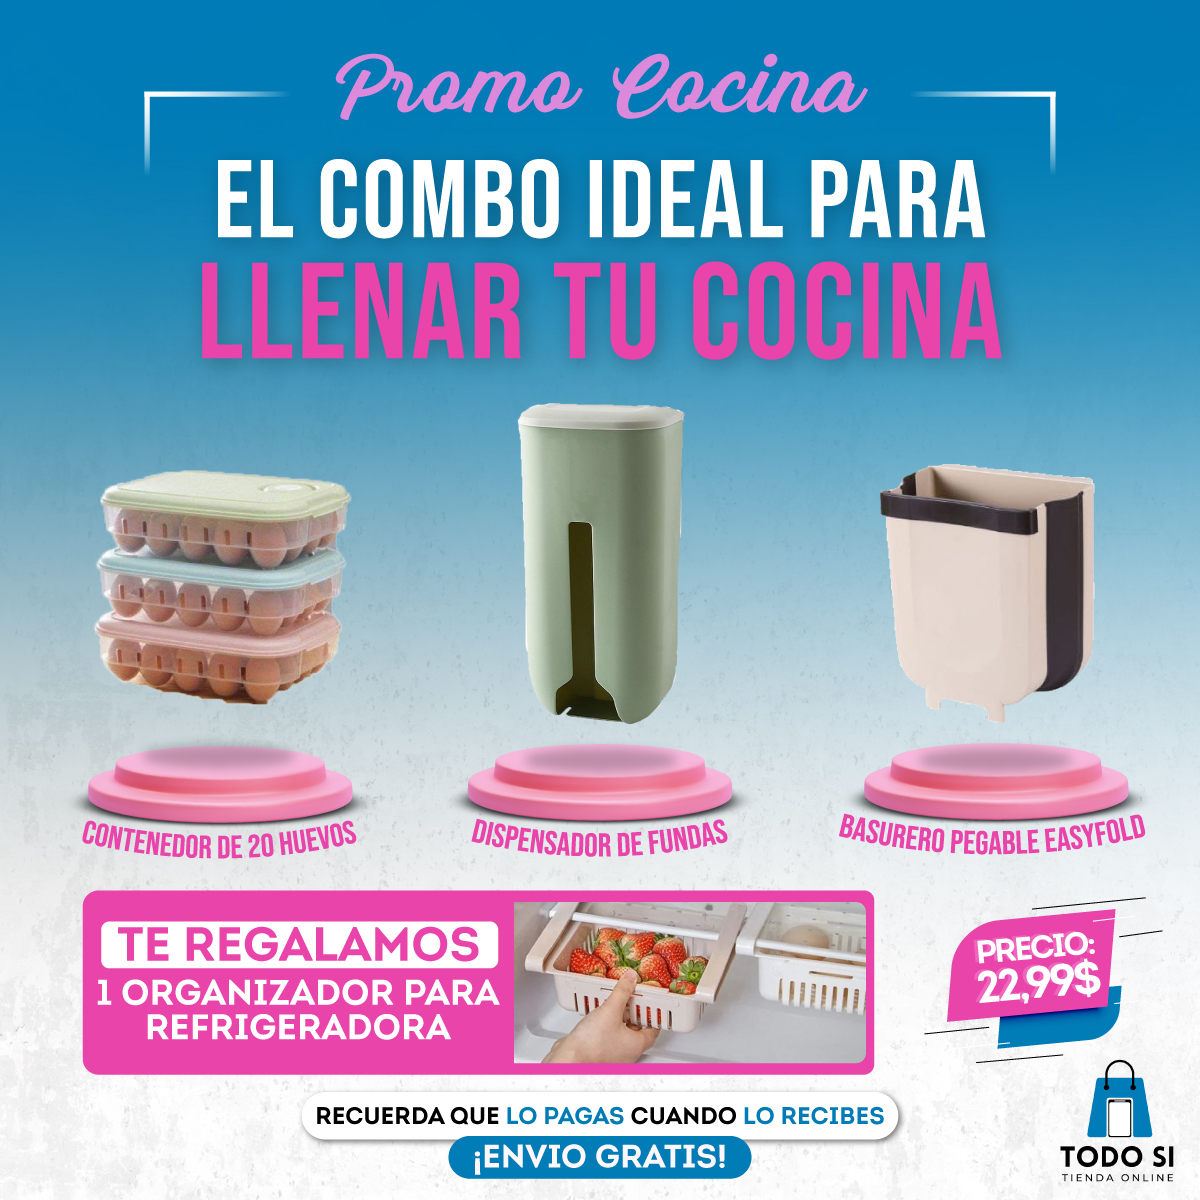 Promo Cocina
EL COMBO IDEAL PARA
LLENAR TU COCINA
CONTENEDOR DE 20 HUEVOS
DISPENSADOR DE FUNDAS
BASURERO PEGABLE EASYFOLD
TE REGALAMOS
1 ORGANIZADOR PARA
REFRIGERADORA
PRECIO:
22,99$
RECUERDA QUE LO PAGAS CUANDO LO RECIBES
¡ENVIO GRATIS!
TODO SI
TIENDA ONLINE